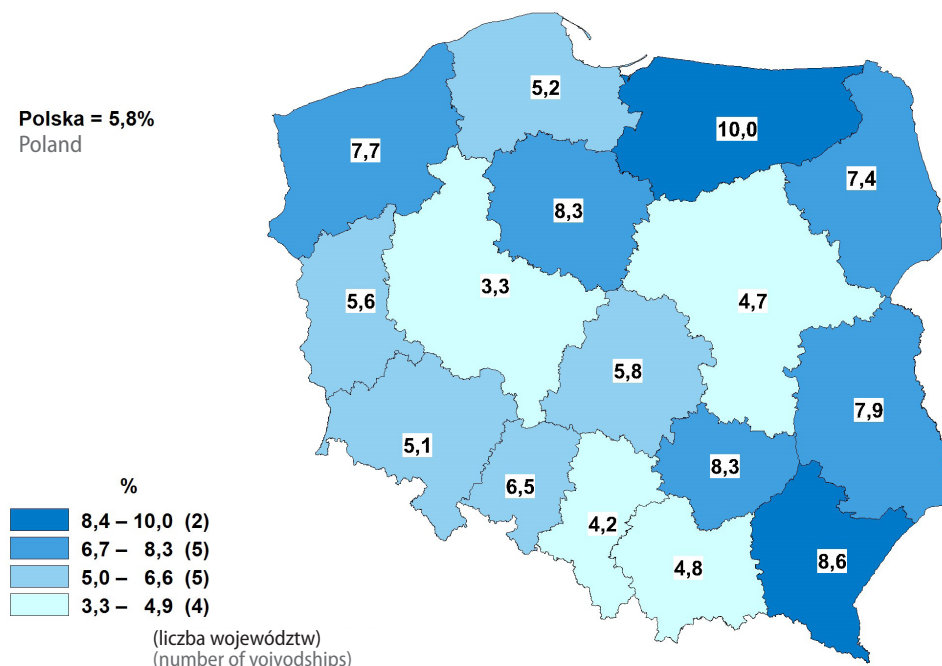 Polska = 5,8%
Poland
5,2
10,0
7,7
7,4
8,3
3,3
5,6
4,7
5,8
7,9
5,1
8,3
6,5
4,2
4,8
8,6
%
8,4 – 10,0 (2)
6,7 – 8,3 (5)
5,0 – 6,6 (5)
3,3 – 4,9 (4)
(liczba województw)
(number of voivodships)